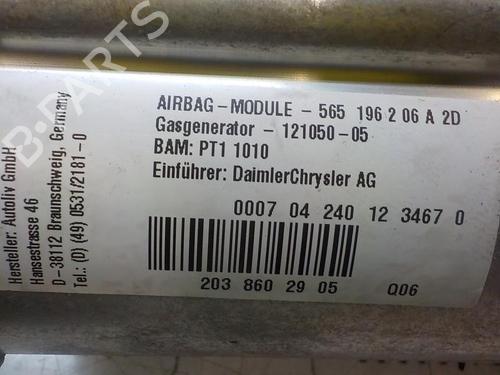 B-PARTS
Hersteller: Autoliv GmbH
Hansestrasse 46
D-38112 Braunschweig, Germany
Tel.: (D) (49) 0531/2181-0
AIRBAG-MODULE - 565 196 2 06 A 2D
Gasgenerator - 121050-05
BAM: PT1 1010
Einführer: DaimlerChrysler AG
0007 04 240 12 3467 0
203 860 29 05
Q06